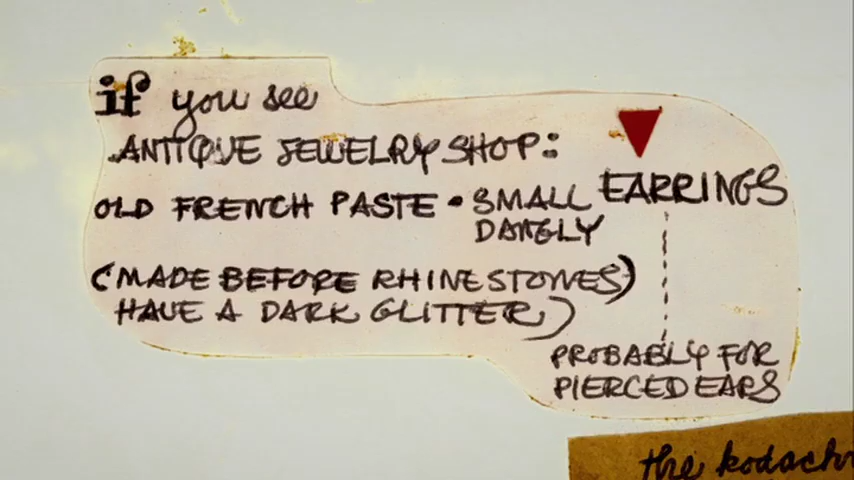 if you see
ANTIQUE JEWELRY SHOP:
OLD FRENCH PASTE • SMALL EARRINGS
DANGLY
(MADE BEFORE RHINESTONES)
HAVE A DARK GLITTER)
PROBABLY FOR
PIERCED EARS
the